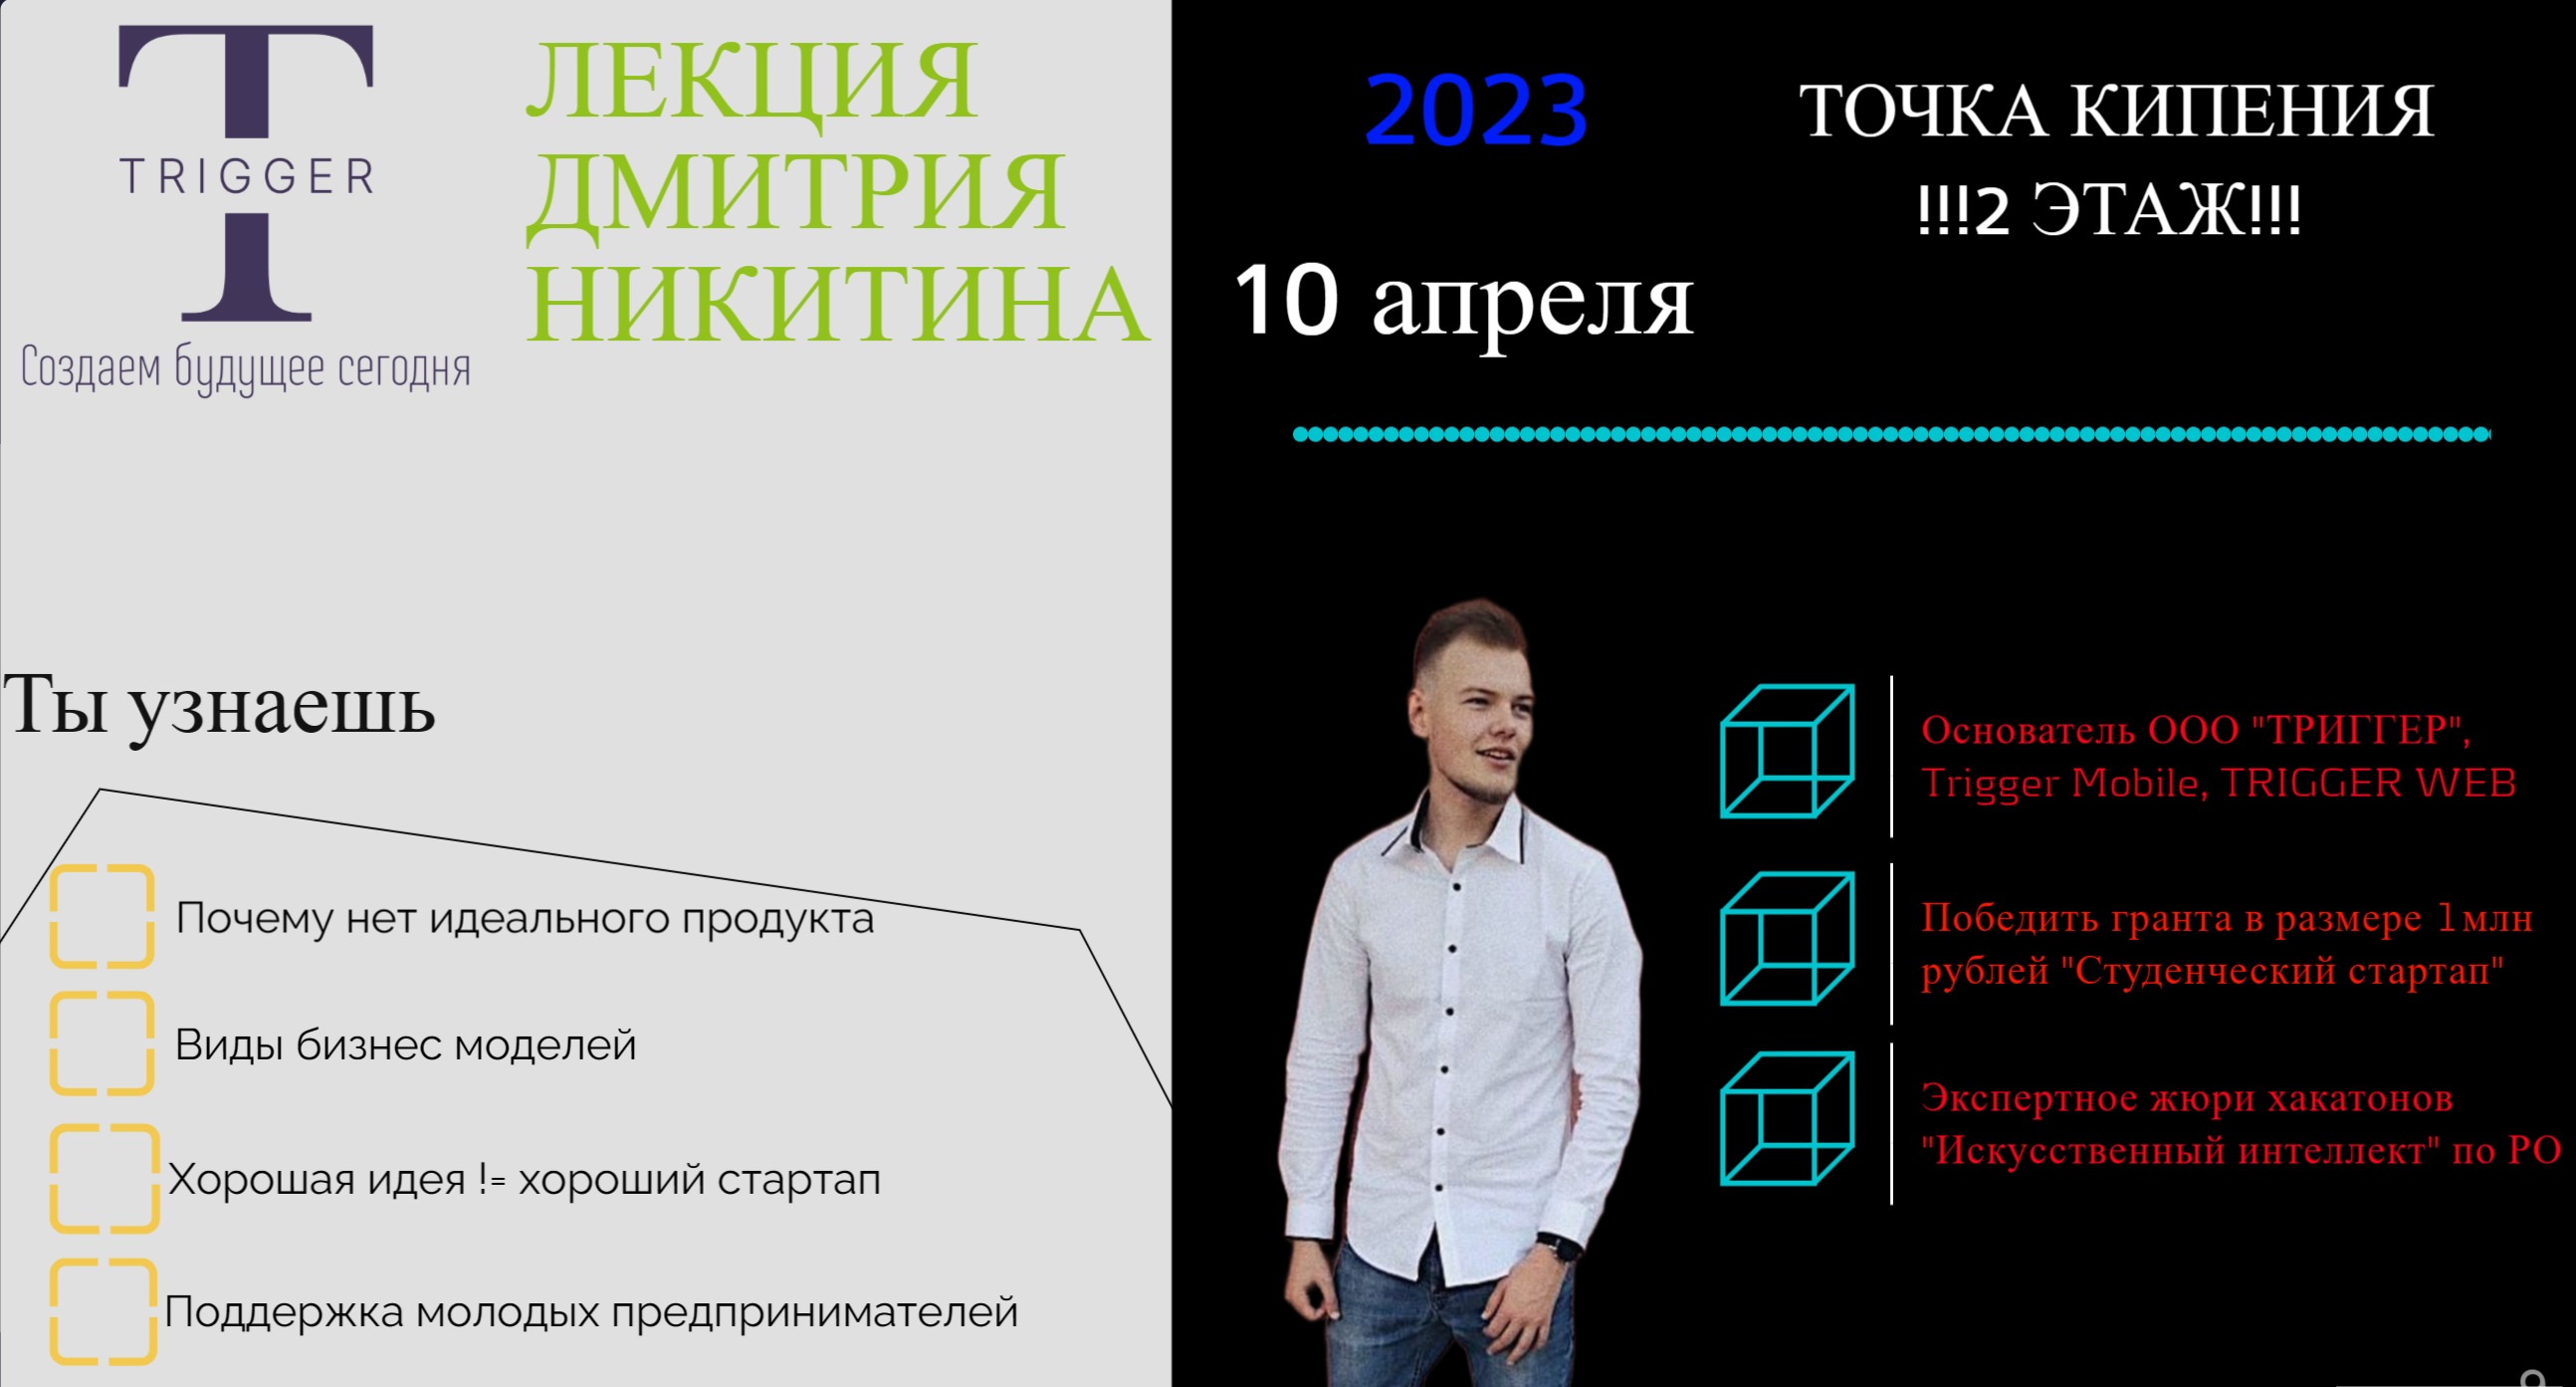 TRIGGER
Создаем будущее сегодня
ЛЕКЦИЯ
ДМИТРИЯ
НИКИТИНА
2023
10 апреля
ТОЧКА КИПЕНИЯ
!!!2 ЭТАЖ!!!
Ты узнаешь
Почему нет идеального продукта
Виды бизнес моделей
Хорошая идея != хороший стартап
Поддержка молодых предпринимателей
Основатель ООО "ТРИГГЕР",
Trigger Mobile, TRIGGER WEB
Победить гранта в размере 1млн
рублей "Студенческий стартап"
Экспертное жюри хакатонов
"Искусственный интеллект" по РО